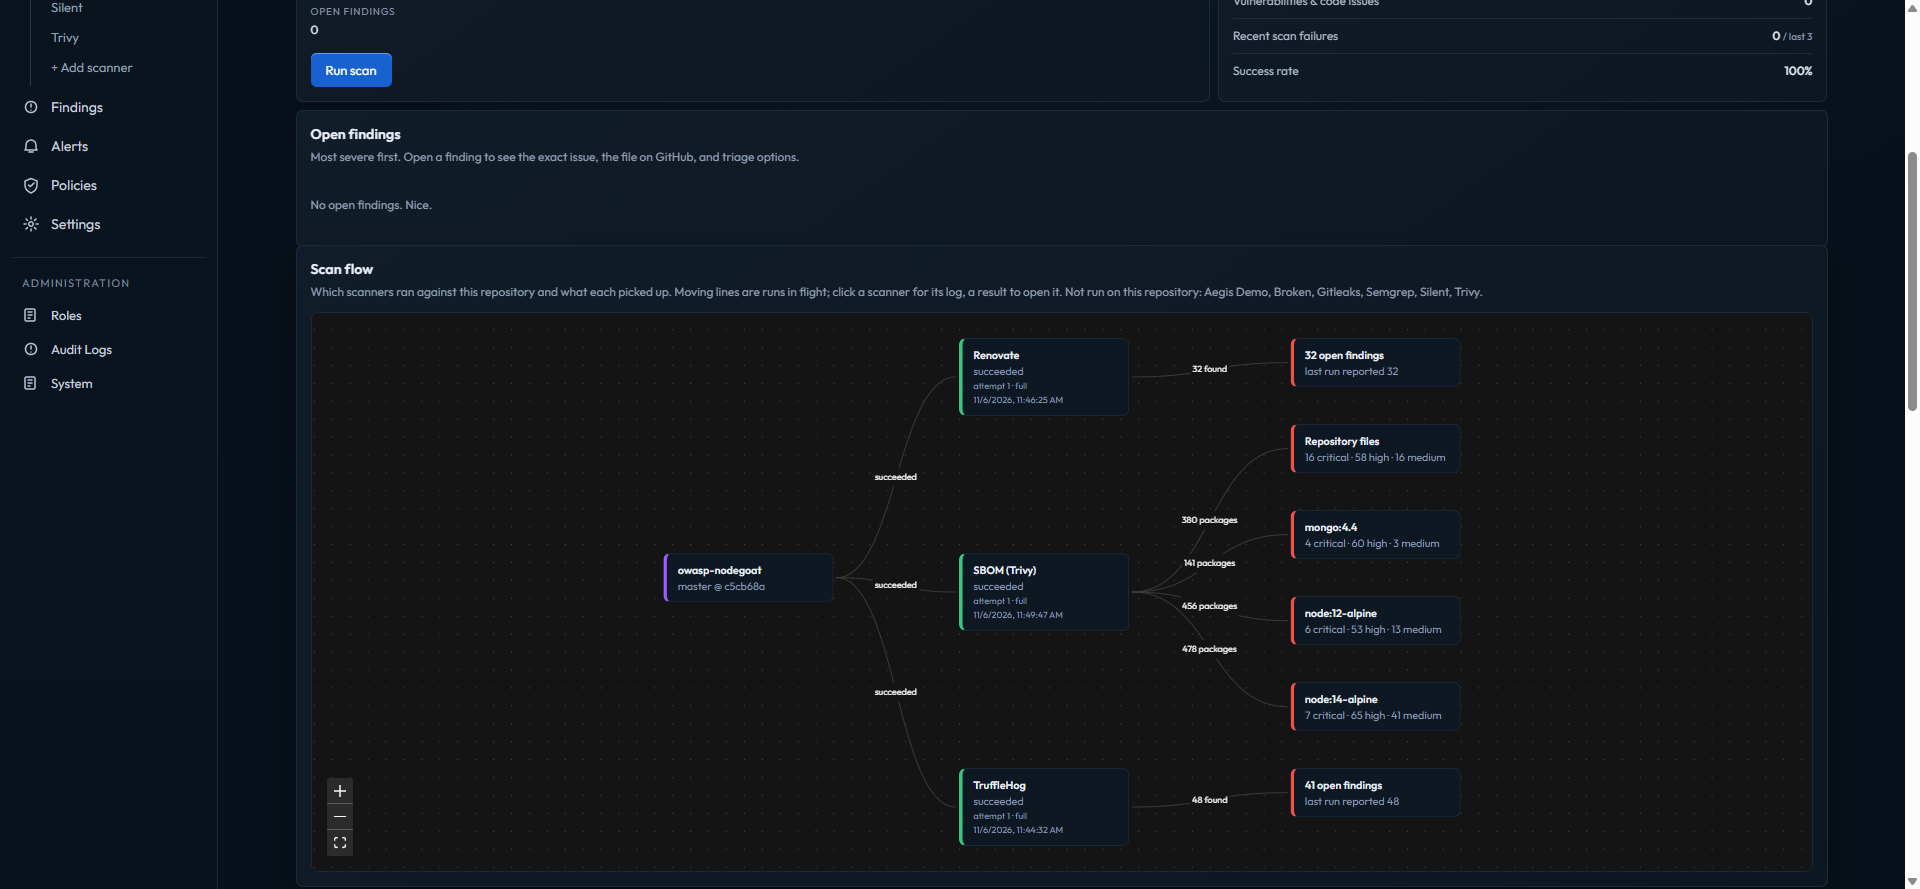 Silent
Trivy
+ Add scanner
Findings
Alerts
Policies
Settings
ADMINISTRATION
Roles
Audit Logs
System
OPEN FINDINGS
0
Run scan
Vulnerabilities & code issues
0
Recent scan failures
0 / last 3
Success rate
100%
Open findings
Most severe first. Open a finding to see the exact issue, the file on GitHub, and triage options.
No open findings. Nice.
Scan flow
Which scanners ran against this repository and what each picked up. Moving lines are runs in flight; click a scanner for its log, a result to open it. Not run on this repository: Aegis Demo, Broken, Gitleaks, Semgrep, Silent, Trivy.
owasp-nodegoat
master @ c5cb68a
succeeded
succeeded
succeeded
Renovate
succeeded
attempt 1 · full
11/6/2026, 11:46:25 AM
SBOM (Trivy)
succeeded
attempt 1 · full
11/6/2026, 11:49:47 AM
TruffleHog
succeeded
attempt 1 · full
11/6/2026, 11:44:32 AM
32 found
380 packages
141 packages
456 packages
478 packages
48 found
32 open findings
last run reported 32
Repository files
16 critical · 58 high · 16 medium
mongo:4.4
4 critical · 60 high · 3 medium
node:12-alpine
6 critical · 53 high · 13 medium
node:14-alpine
7 critical · 65 high · 41 medium
41 open findings
last run reported 48